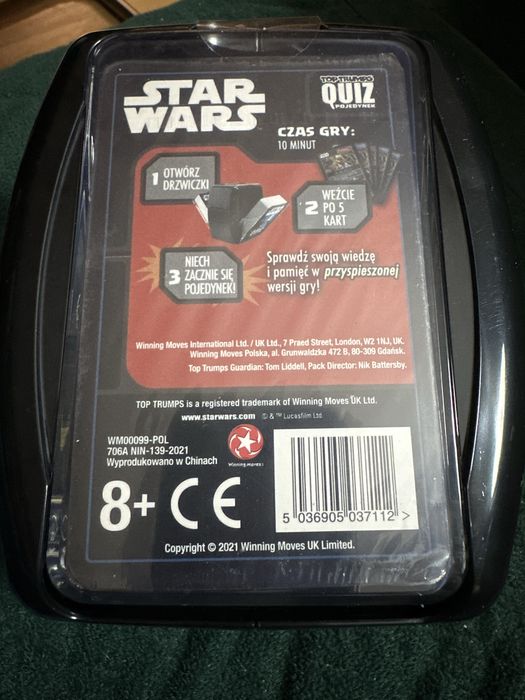 STAR
WARS
TOP TRUMPS
QUIZ
POJEDYNEK
CZAS GRY:
10 MINUT
1 OTWÓRZ
DRZWICZKI
2 WEŹCIE
PO 5
KART
NIECH
3 ZACZNIE SIĘ
POJEDYNEK!
Sprawdź swoją wiedzę
i pamięć w przyspieszonej
wersji gry!
Winning Moves International Ltd. / UK Ltd., 7 Praed Street, London, W2 1NJ, UK.
Winning Moves Polska, al. Grunwaldzka 472 B, 80-309 Gdańsk.
Top Trumps Guardian: Tom Liddell, Pack Director: Nik Battersby.
TOP TRUMPS is a registered trademark of Winning Moves UK Ltd.
www.starwars.com © & ™ Lucasfilm Ltd
WM00099-POL
706A NIN-139-2021
Wyprodukowano w Chinach
Winning Moves
8+ CE
5 036905 037112 >
Copyright © 2021 Winning Moves UK Limited.